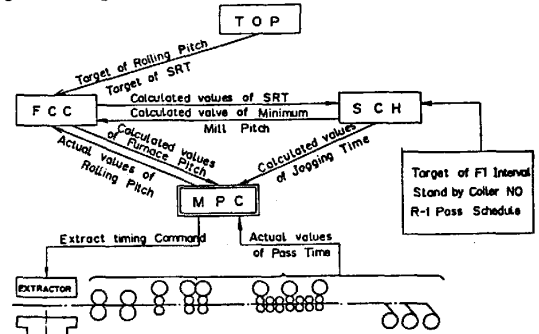 TOP
Target of Rolling Pitch
Target of SRT
FCC
Calculated values of SRT
Calculated valve of Minimum
Mill Pitch
SCH
Calculated values
of Furnace Pitch
Actual values of
Rolling Pitch
Calculated values
of Jogging Time
Target of F1 Interval
Stand by Coiler NO
R-1 Pass Schedule
MPC
Extract timing Command
Actual values
of Pass Time
EXTRACTOR